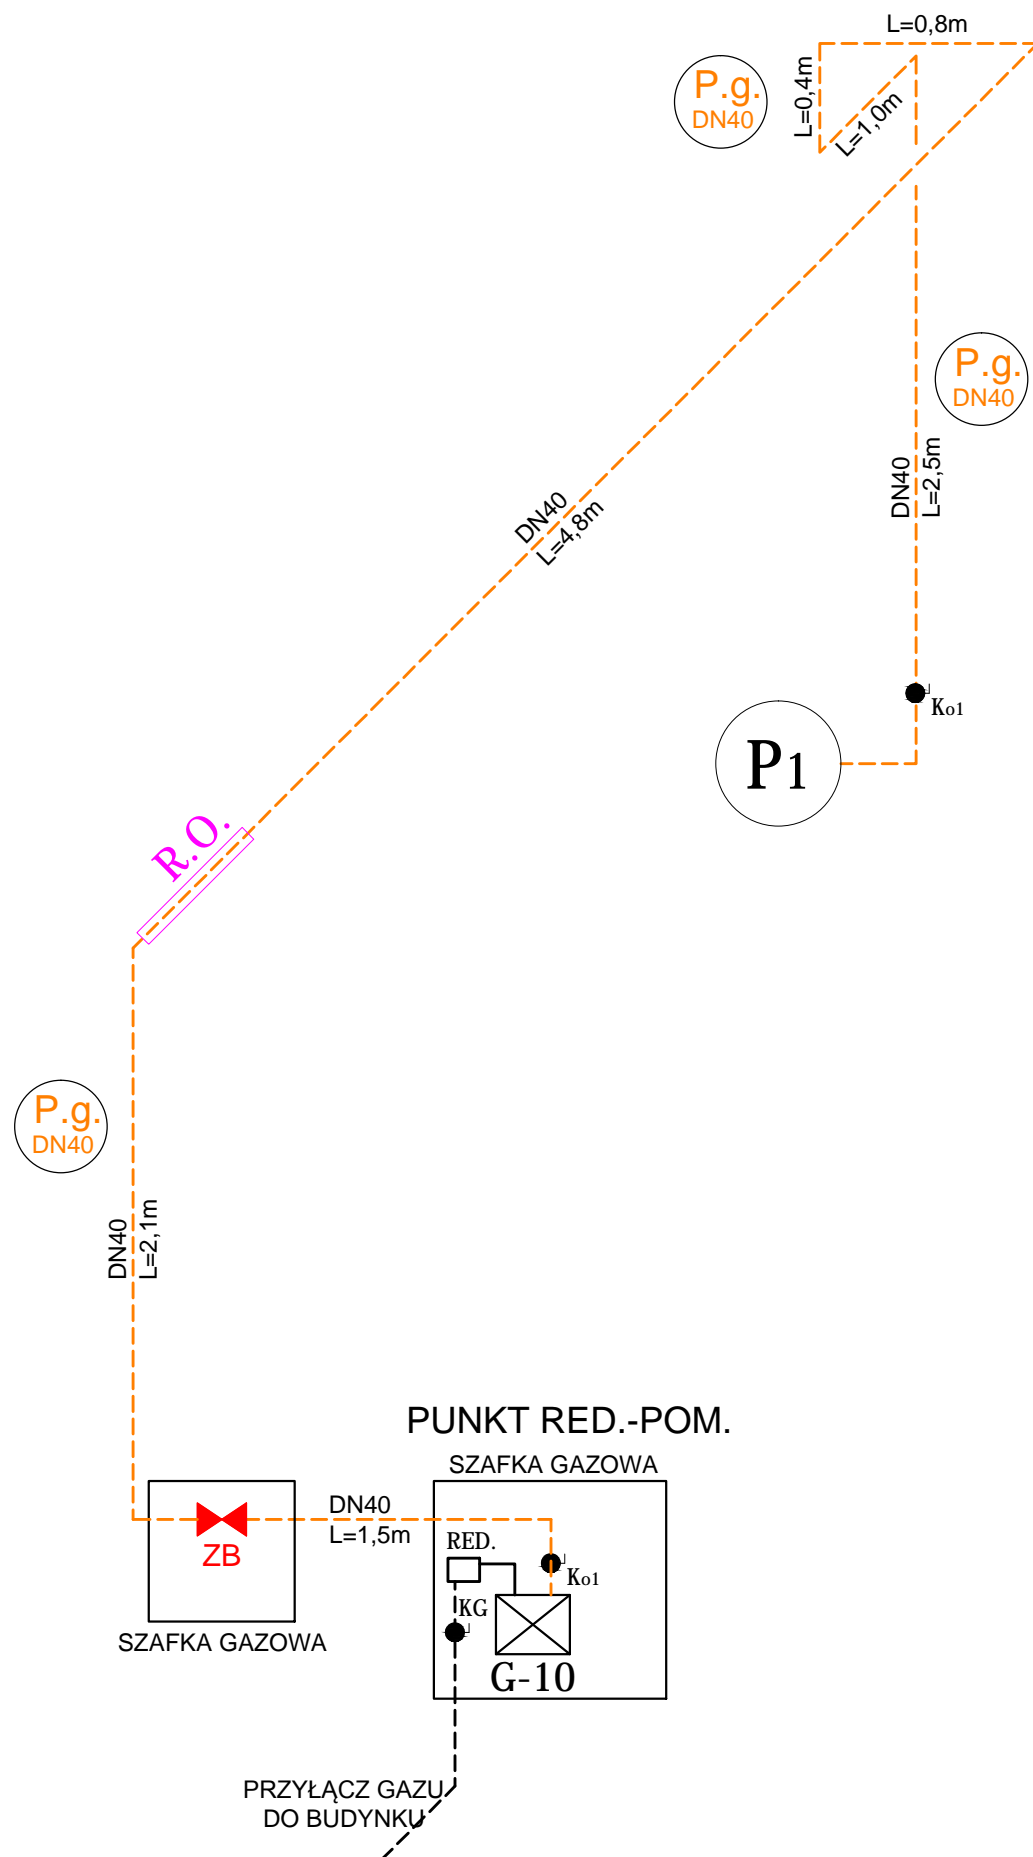 L=0,8m
P.g.
DN40
L=0,4m
L=1,0m
P.g.
DN40
DN40
L=2,5m
DN40
L=4,8m
Ko1
P1
R.O.
P.g.
DN40
DN40
L=2,1m
PUNKT RED.-POM.
SZAFKA GAZOWA
DN40
L=1,5m
ZB
RED.
Ko1
KG
G-10
SZAFKA GAZOWA
PRZYŁĄCZ GAZU
DO BUDYNKU